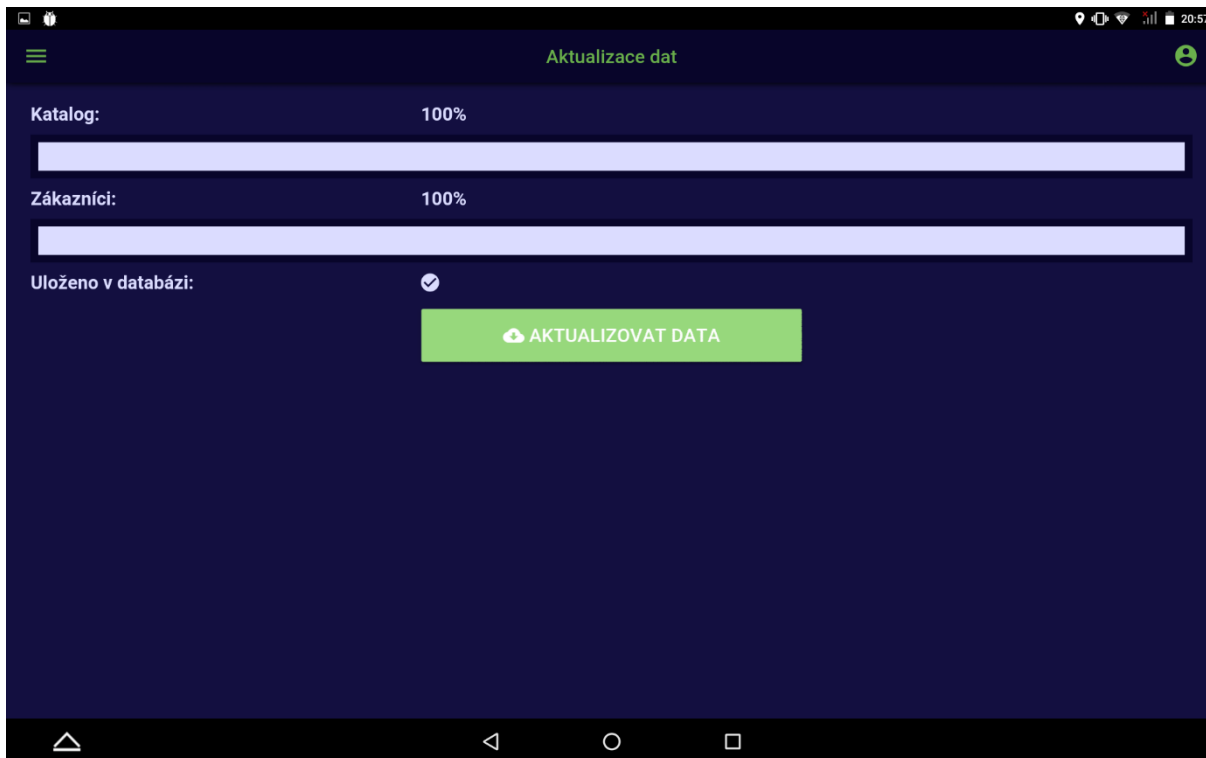 20:57
Aktualizace dat
Katalog: 100%
Zákazníci: 100%
Uloženo v databázi:
AKTUALIZOVAT DATA